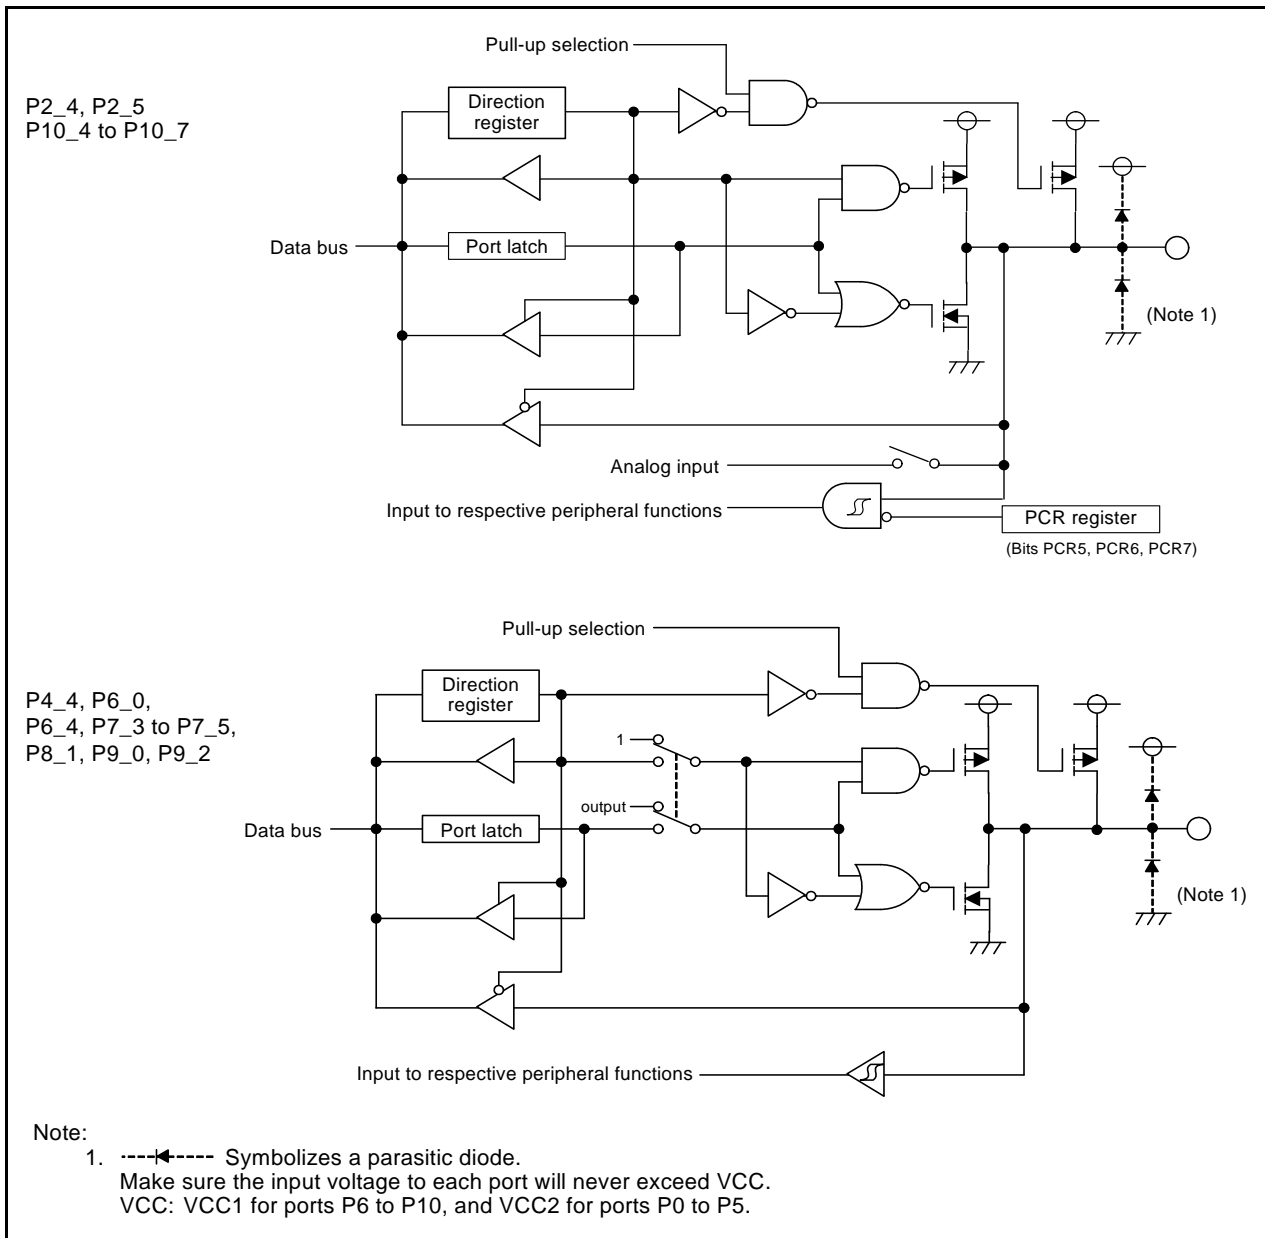 Pull-up selection
P2_4, P2_5
P10_4 to P10_7
Direction
register
Data bus
Port latch
(Note 1)
Analog input
Input to respective peripheral functions
PCR register
(Bits PCR5, PCR6, PCR7)
Pull-up selection
P4_4, P6_0,
P6_4, P7_3 to P7_5,
P8_1, P9_0, P9_2
Direction
register
1
output
Data bus
Port latch
(Note 1)
Input to respective peripheral functions
Note:
1. Symbolizes a parasitic diode.
Make sure the input voltage to each port will never exceed VCC.
VCC: VCC1 for ports P6 to P10, and VCC2 for ports P0 to P5.